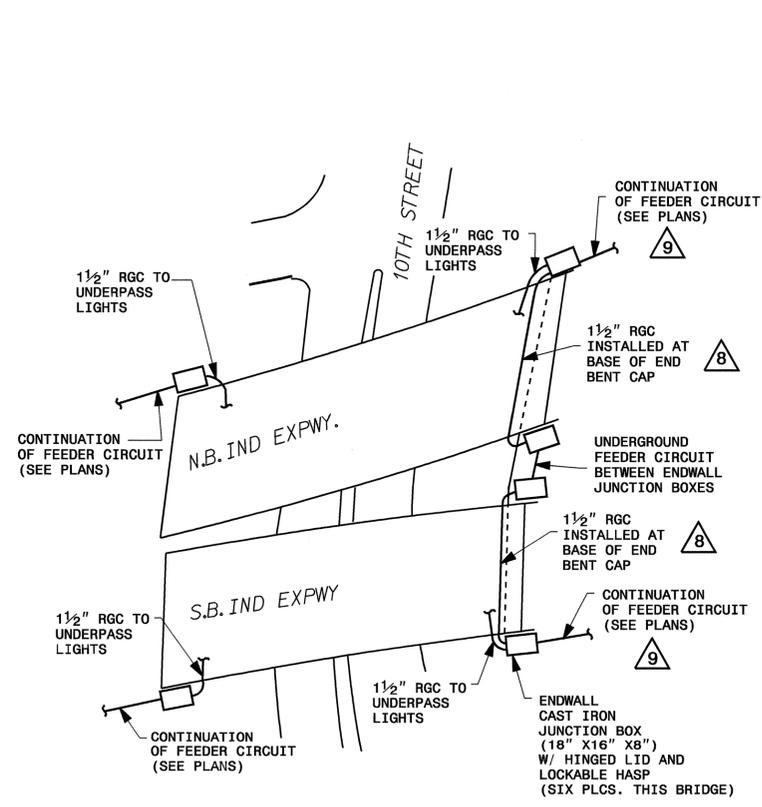 10TH STREET
CONTINUATION
OF FEEDER CIRCUIT
(SEE PLANS)
9
1½" RGC TO
UNDERPASS
LIGHTS
1½" RGC TO
UNDERPASS
LIGHTS
1½" RGC
INSTALLED AT
BASE OF END
BENT CAP
8
N.B. IND EXPWY.
CONTINUATION
OF FEEDER CIRCUIT
(SEE PLANS)
UNDERGROUND
FEEDER CIRCUIT
BETWEEN ENDWALL
JUNCTION BOXES
1½" RGC
INSTALLED AT
BASE OF END
BENT CAP
8
S.B. IND EXPWY
CONTINUATION
OF FEEDER CIRCUIT
(SEE PLANS)
9
1½" RGC TO
UNDERPASS
LIGHTS
1½" RGC TO
UNDERPASS
LIGHTS
ENDWALL
CAST IRON
JUNCTION BOX
(18" X16" X8")
W/ HINGED LID AND
LOCKABLE HASP
(SIX PLCS. THIS BRIDGE)
CONTINUATION
OF FEEDER CIRCUIT
(SEE PLANS)